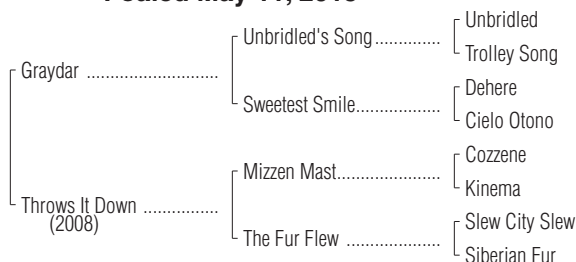 Unbridled
Unbridled's Song..............
Trolley Song
Graydar ............................
Dehere
Sweetest Smile..................
Cielo Otono
Cozzene
Mizzen Mast......................
Kinema
Throws It Down ................
(2008)
Slew City Slew
The Fur Flew ....................
Siberian Fur